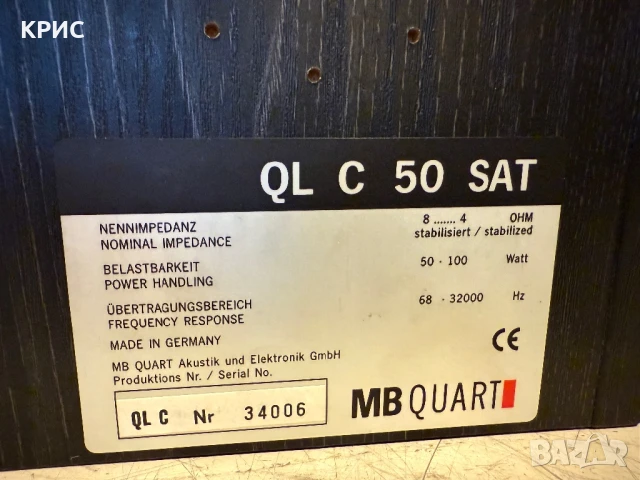 КРИС
QL C 50 SAT
NENNIMPEDANZ
NOMINAL IMPEDANCE
8 ....... 4 OHM
stabilisiert / stabilized
BELASTBARKEIT
POWER HANDLING
50 - 100 Watt
ÜBERTRAGUNGSBEREICH
FREQUENCY RESPONSE
68 - 32000 Hz
MADE IN GERMANY
CE
MB QUART Akustik und Elektronik GmbH
Produktions Nr. / Serial No.
QL C Nr 34006
MB QUART
BAZAR